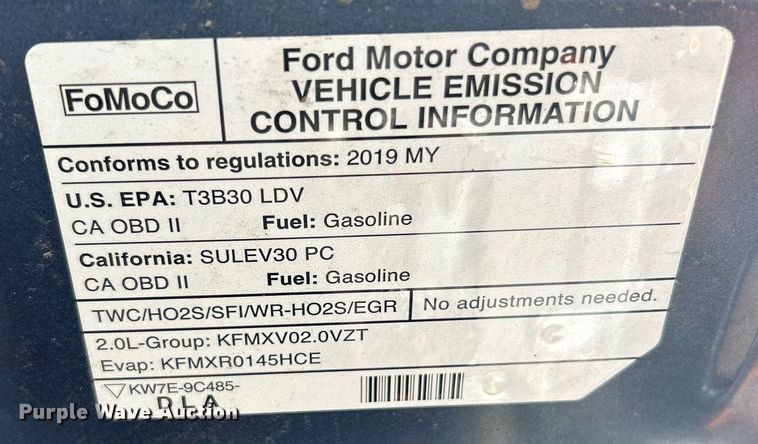 FoMoCo
Ford Motor Company
VEHICLE EMISSION
CONTROL INFORMATION
Conforms to regulations: 2019 MY
U.S. EPA: T3B30 LDV
CA OBD II Fuel: Gasoline
California: SULEV30 PC
CA OBD II Fuel: Gasoline
TWC/HO2S/SFI/WR-HO2S/EGR No adjustments needed.
2.0L-Group: KFMXV02.0VZT
Evap: KFMXR0145HCE
KW7E-9C485-
DLA
Purple Wave Auction